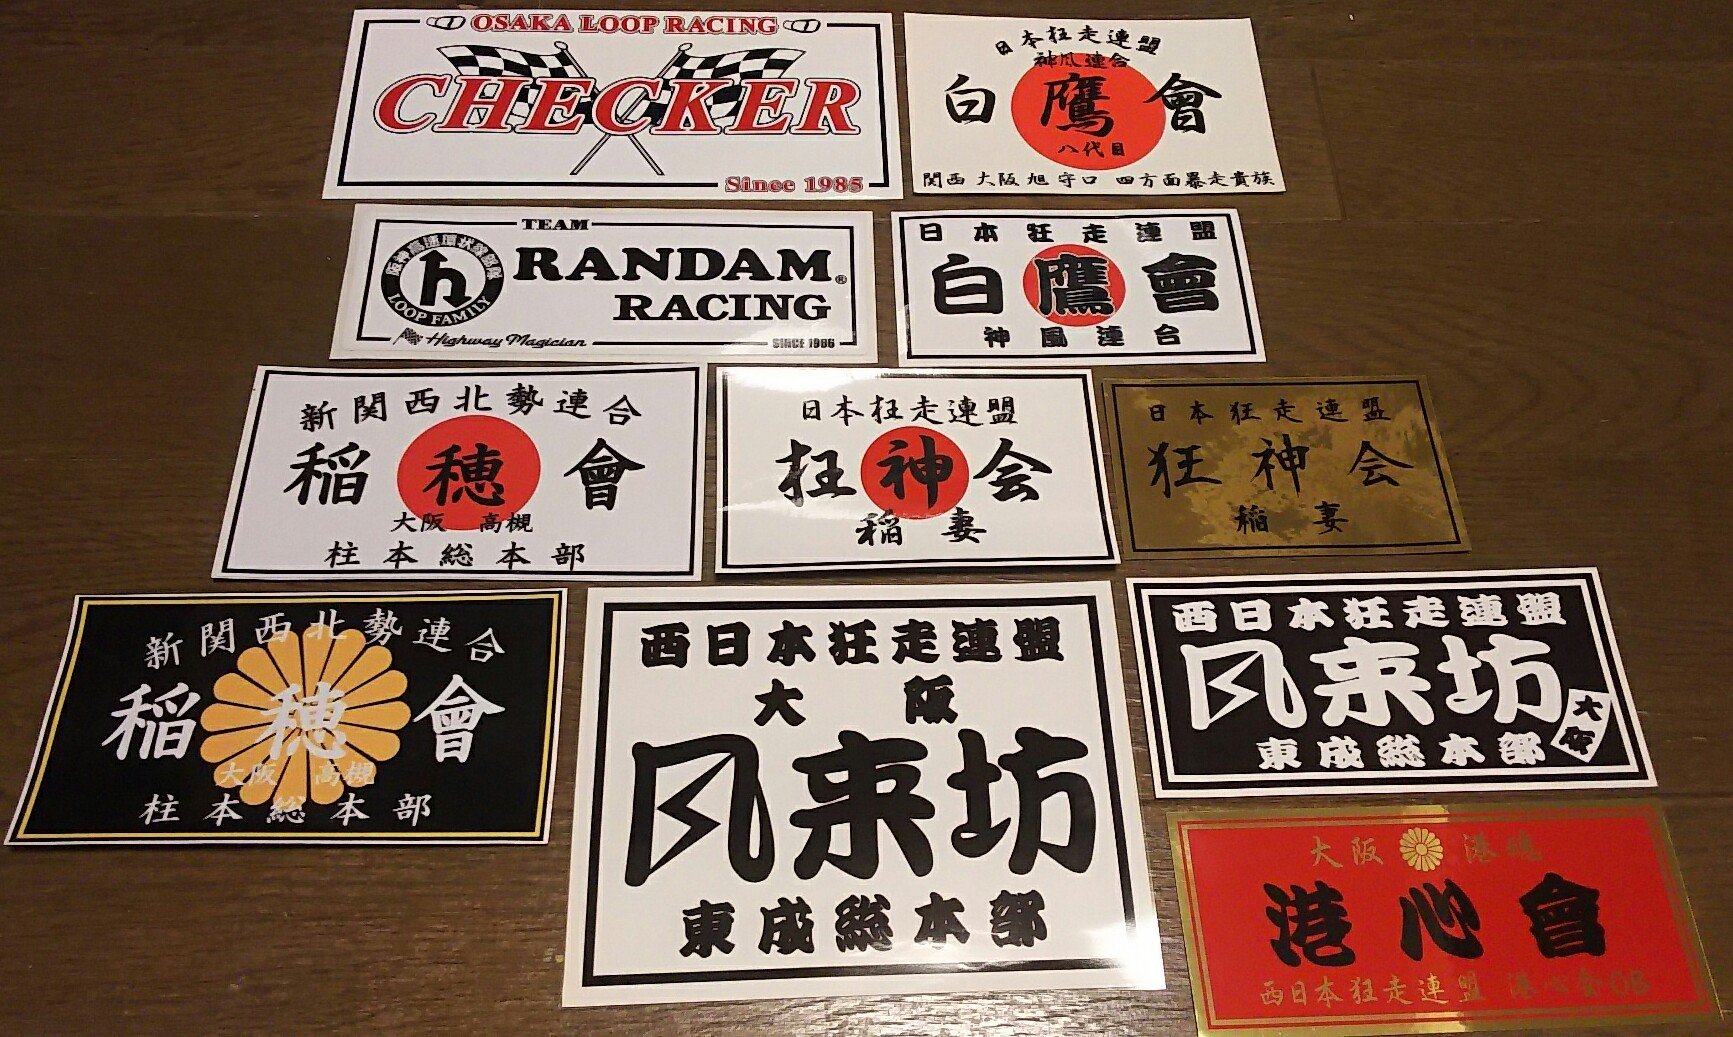 OSAKA LOOP RACING
CHECKER
Since 1985
日本狂走連盟
神風連合
白鷹會
八代目
関西 大阪 旭 守口 四方面暴走貴族
TEAM
RANDAM®
RACING
LOOP FAMILY
Highway Magician
SINCE 1986
日本狂走連盟
白鷹會
神風連合
新関西北勢連合
稲穂會
大阪 高槻
柱本総本部
日本狂走連盟
狂神会
稲妻
日本狂走連盟
狂神会
稲妻
新関西北勢連合
稲穂會
大阪 高槻
柱本総本部
西日本狂走連盟
大阪
風来坊
東成総本部
西日本狂走連盟
風来坊
大阪
東成総本部
大阪 港
港心會
西日本狂走連盟 港心會OB